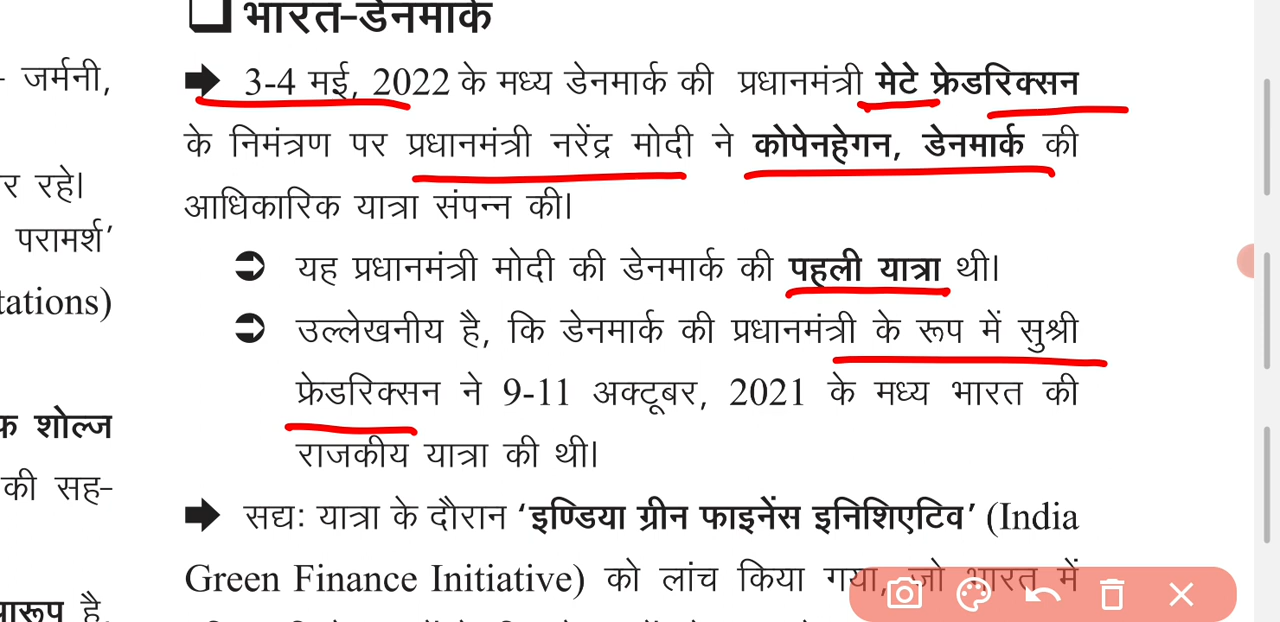 ❑ भारत-डेनमार्क
➡ 3-4 मई, 2022 के मध्य डेनमार्क की प्रधानमंत्री मेटे फ्रेडरिक्सन
के निमंत्रण पर प्रधानमंत्री नरेंद्र मोदी ने कोपेनहेगन, डेनमार्क की
आधिकारिक यात्रा संपन्न की।
➲ यह प्रधानमंत्री मोदी की डेनमार्क की पहली यात्रा थी।
➲ उल्लेखनीय है, कि डेनमार्क की प्रधानमंत्री के रूप में सुश्री
फ्रेडरिक्सन ने 9-11 अक्टूबर, 2021 के मध्य भारत की
राजकीय यात्रा की थी।
➡ सद्य: यात्रा के दौरान ‘इण्डिया ग्रीन फाइनेंस इनिशिएटिव’ (India
Green Finance Initiative) को लांच किया गया, जो भारत में
- जर्मनी,
र रहे।
परामर्श’
tations)
शोल्ज
की सह-
है,